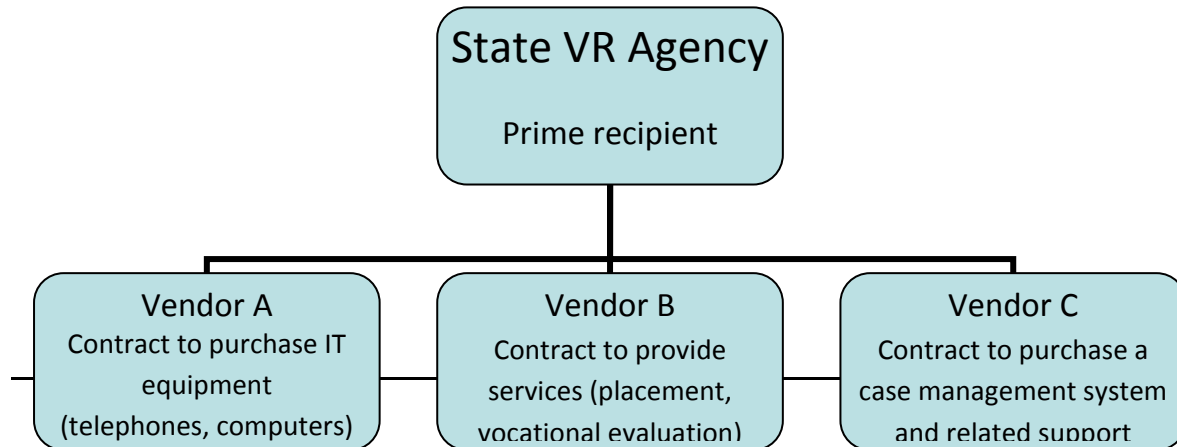 State VR Agency
Prime recipient
Vendor A
Contract to purchase IT
equipment
(telephones, computers)
Vendor B
Contract to provide
services (placement,
vocational evaluation)
Vendor C
Contract to purchase a
case management system
and related support